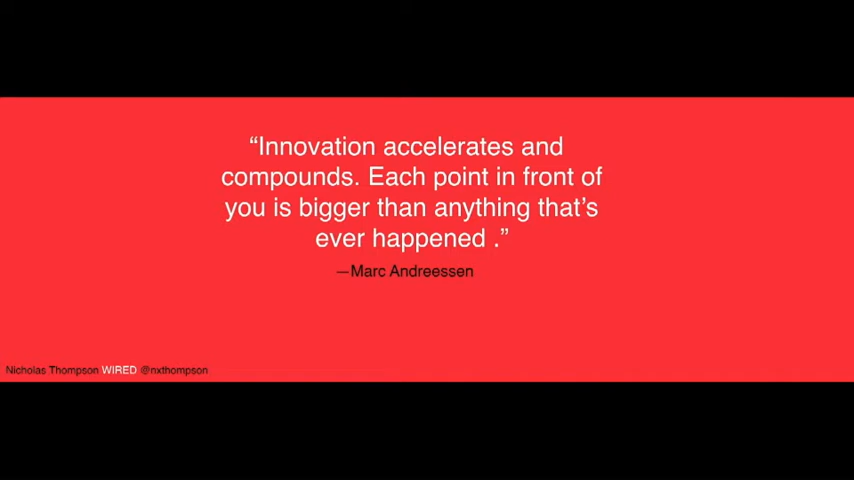 “Innovation accelerates and
compounds. Each point in front of
you is bigger than anything that’s
ever happened .”
—Marc Andreessen
Nicholas Thompson WIRED @nxthompson